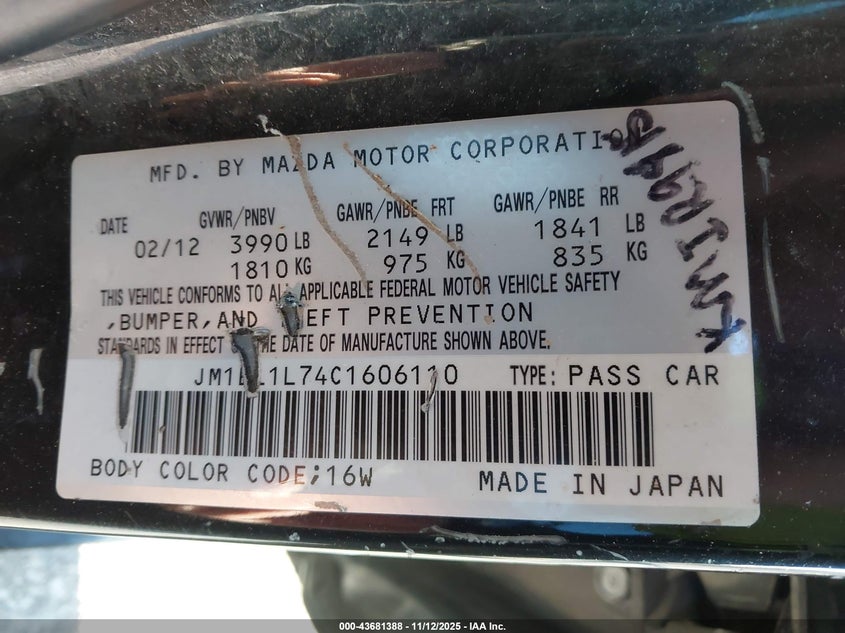 MFD. BY MAZDA MOTOR CORPORATIO
DATE GVWR/PNBV GAWR/PNBE FRT GAWR/PNBE RR
02/12 3990 LB 2149 LB 1841 LB
1810 KG 975 KG 835 KG
THIS VEHICLE CONFORMS TO ALL APPLICABLE FEDERAL MOTOR VEHICLE SAFETY
,BUMPER,AND EFT PREVENTION
STANDARDS IN EFFECT THE DATE OF MANUFACTURE SHOWN ABOVE.
TYPE: PASS CAR
BODY COLOR CODE;16W MADE IN JAPAN
000-43681388 - 11/12/2025 - IAA Inc.